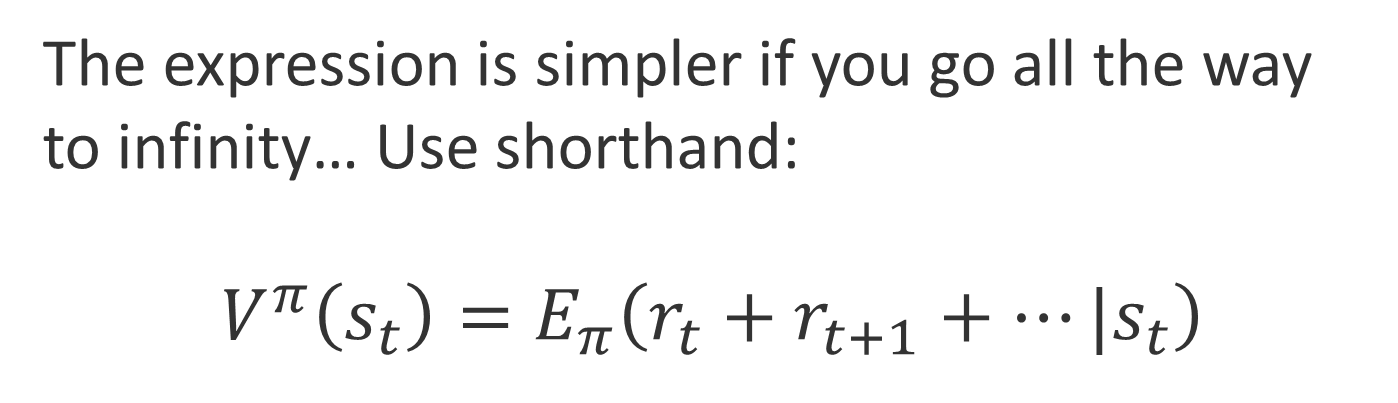 The expression is simpler if you go all the way
to infinity... Use shorthand:
V^π(s_t) = E_π(r_t + r_{t+1} + ⋯ |s_t)